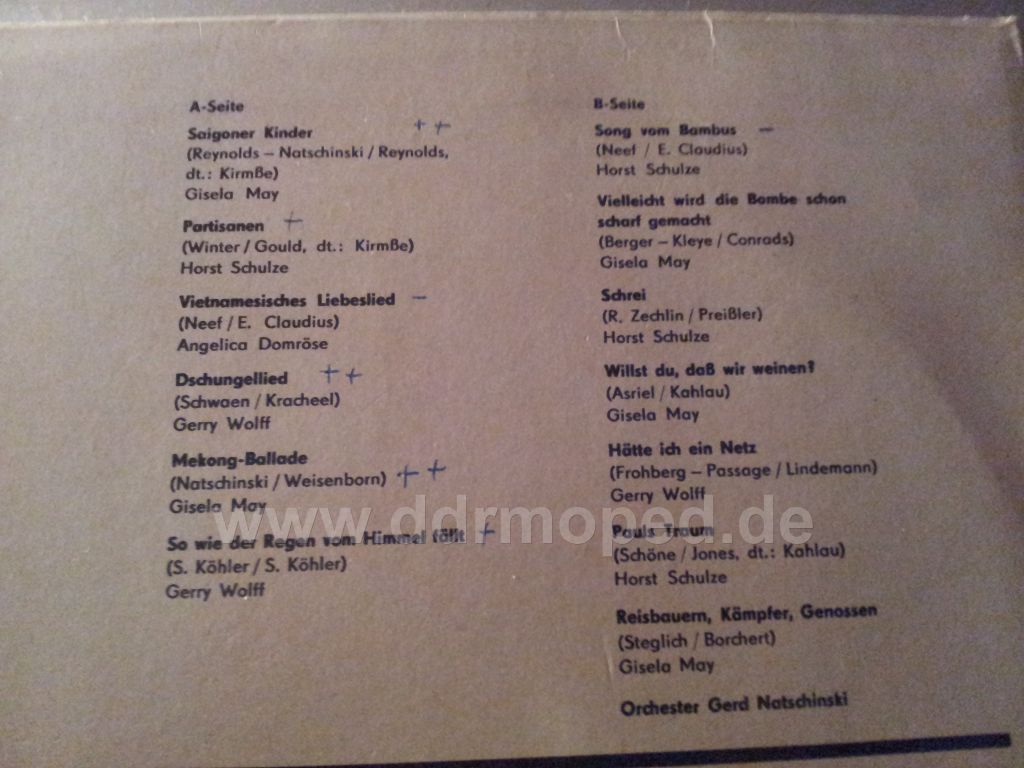 A-Seite
Saigoner Kinder ++
(Reynolds – Natschinski / Reynolds,
dt.: Kirmße)
Gisela May
Partisanen +
(Winter / Gould, dt.: Kirmße)
Horst Schulze
Vietnamesisches Liebeslied –
(Neef / E. Claudius)
Angelica Domröse
Dschungellied ++
(Schwaen / Kracheel)
Gerry Wolff
Mekong-Ballade
(Natschinski / Weisenborn) ++
Gisela May
So wie der Regen vom Himmel fällt +
(S. Köhler / S. Köhler)
Gerry Wolff
B-Seite
Song vom Bambus –
(Neef / E. Claudius)
Horst Schulze
Vielleicht wird die Bombe schon
scharf gemacht
(Berger – Kleye / Conrads)
Gisela May
Schrei
(R. Zechlin / Preißler)
Horst Schulze
Willst du, daß wir weinen?
(Asriel / Kahlau)
Gisela May
Hätte ich ein Netz
(Frohberg – Passage / Lindemann)
Gerry Wolff
Pauls Traum
(Schöne / Jones, dt.: Kahlau)
Horst Schulze
Reisbauern, Kämpfer, Genossen
(Steglich / Borchert)
Gisela May
Orchester Gerd Natschinski
www.ddrmoped.de